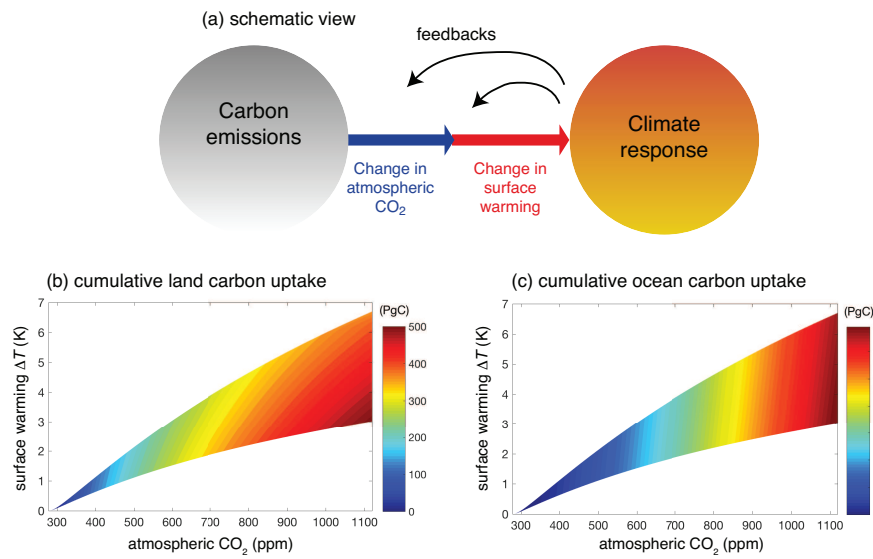 (a) schematic view
feedbacks
Carbon
emissions
Climate
response
Change in
atmospheric
CO₂
Change in
surface
warming
(b) cumulative land carbon uptake
(PgC)
7
6
5
4
3
2
1
0
surface warming ΔT (K)
300 400 500 600 700 800 900 1000 1100
atmospheric CO₂ (ppm)
500
400
300
200
100
0
(c) cumulative ocean carbon uptake
(PgC)
7
6
5
4
3
2
1
0
surface warming ΔT (K)
300 400 500 600 700 800 900 1000 1100
atmospheric CO₂ (ppm)